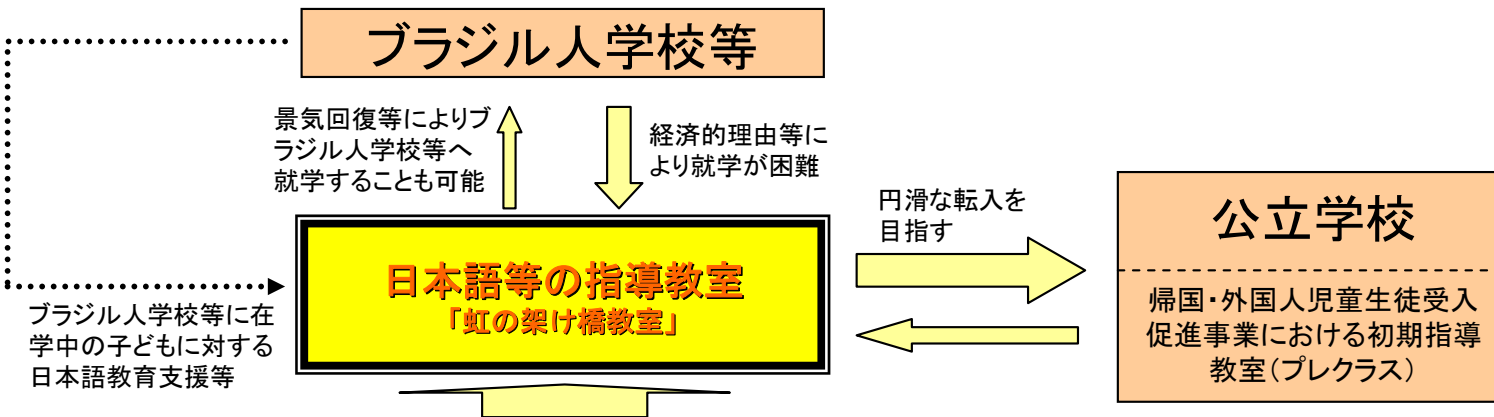 ブラジル人学校等
景気回復等によりブ
ラジル人学校等へ
就学することも可能
経済的理由等に
より就学が困難
円滑な転入を
目指す
公立学校
日本語等の指導教室
「虹の架け橋教室」
帰国・外国人児童生徒受入
促進事業における初期指導
教室(プレクラス)
ブラジル人学校等に在
学中の子どもに対する
日本語教育支援等